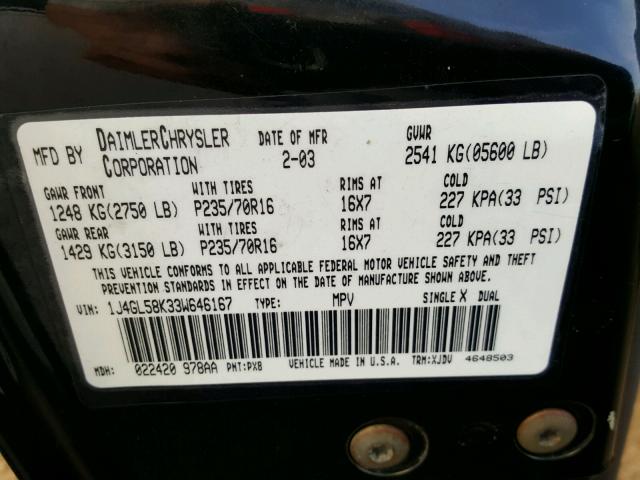 MFD BY DAIMLERCHRYSLER CORPORATION DATE OF MFR 2-03 GVWR 2541 KG(05600 LB)
GAWR FRONT WITH TIRES RIMS AT COLD
1248 KG(2750 LB) P235/70R16 16X7 227 KPA(33 PSI)
GAWR REAR WITH TIRES RIMS AT COLD
1429 KG(3150 LB) P235/70R16 16X7 227 KPA(33 PSI)
THIS VEHICLE CONFORMS TO ALL APPLICABLE FEDERAL MOTOR VEHICLE SAFETY AND THEFT
PREVENTION STANDARDS IN EFFECT ON THE DATE OF MANUFACTURE SHOWN ABOVE.
VIN: 1J4GL58K33W646167 TYPE: MPV SINGLE X DUAL
MDH: 022420 978AA PNT:PXB VEHICLE MADE IN U.S.A. TRM:XJDV 4648503